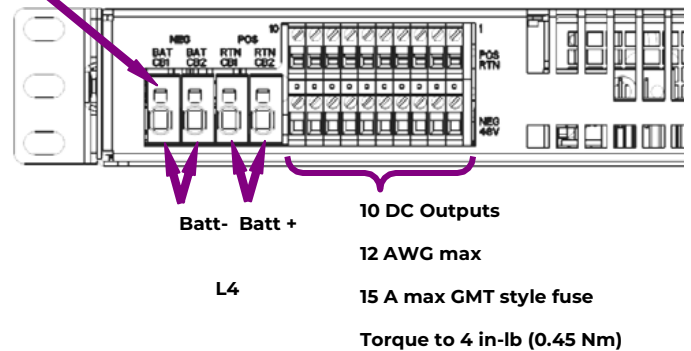 NEG POS
BAT CB1 BAT CB2 RTN CB1 RTN CB2
10 1
POS RTN
NEG 48V
Batt- Batt +
L4
10 DC Outputs
12 AWG max
15 A max GMT style fuse
Torque to 4 in-lb (0.45 Nm)